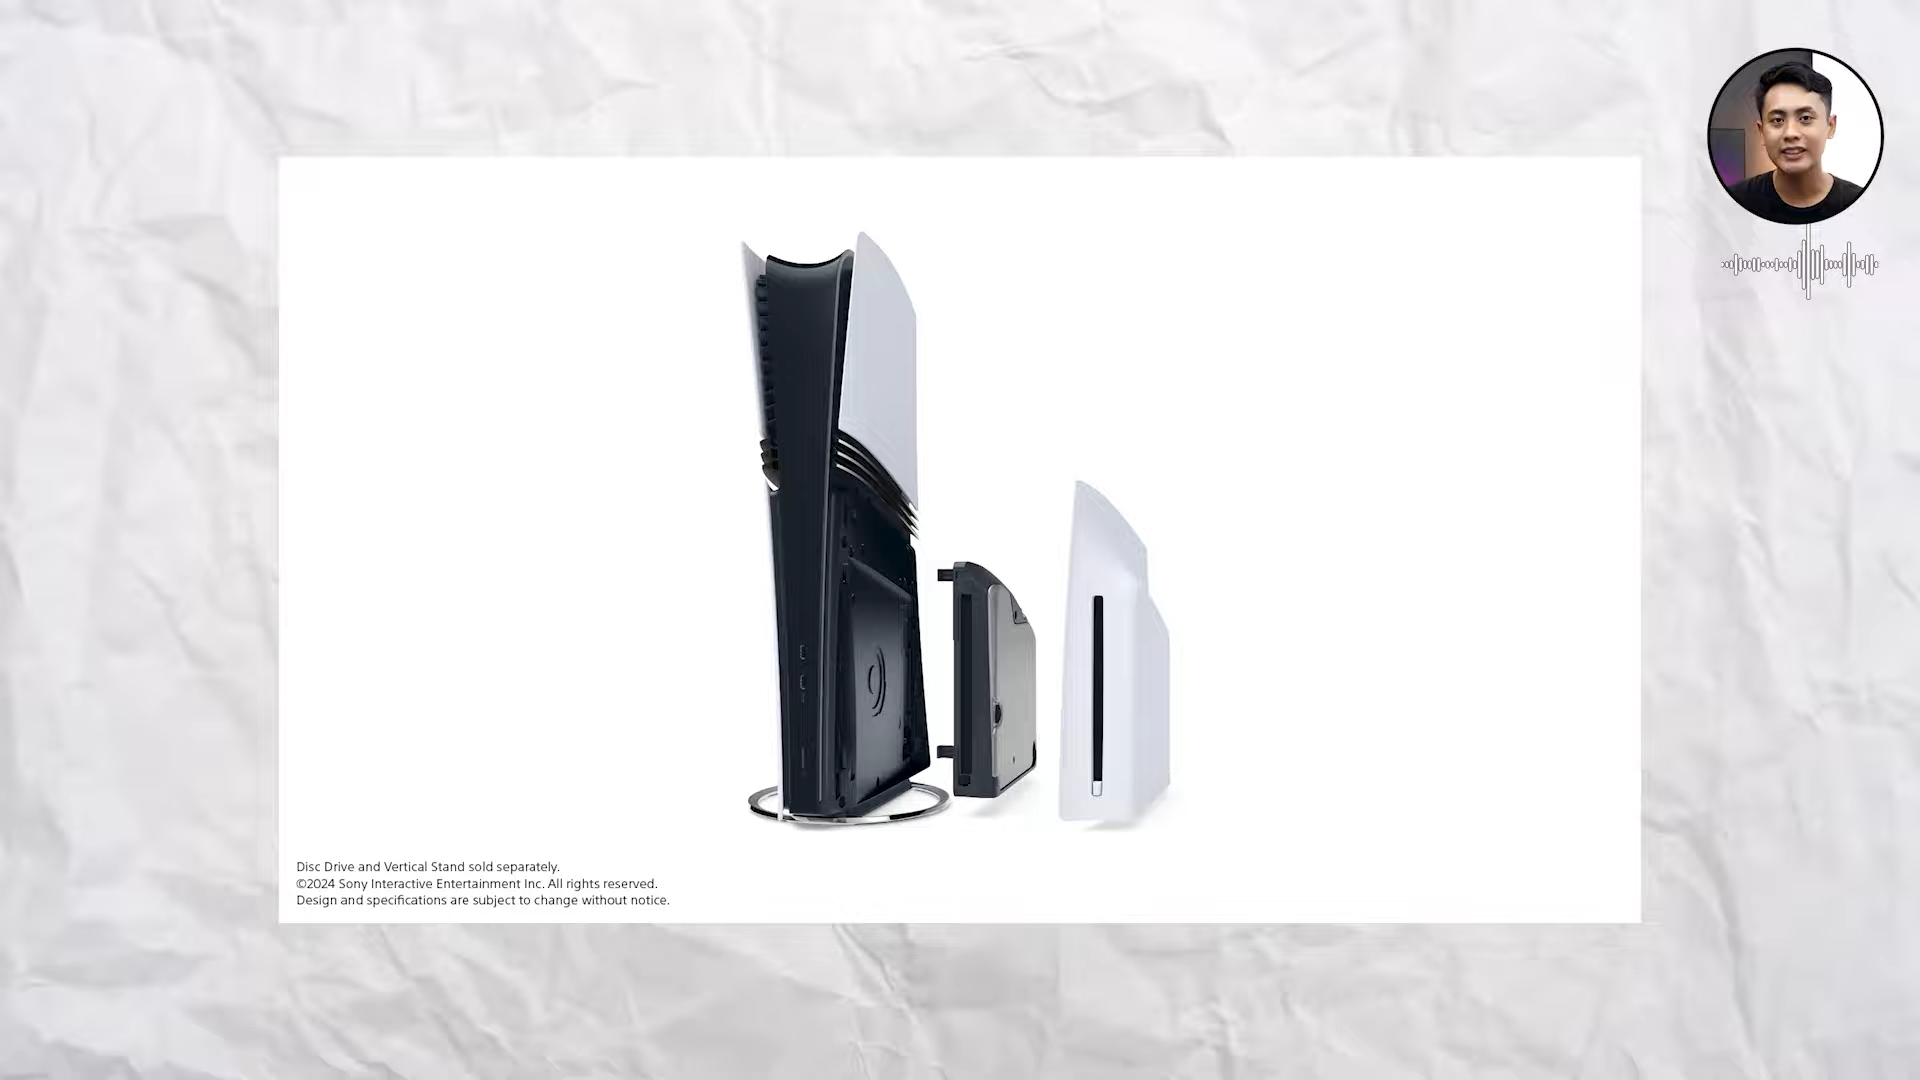 Disc Drive and Vertical Stand sold separately.
©2024 Sony Interactive Entertainment Inc. All rights reserved.
Design and specifications are subject to change without notice.